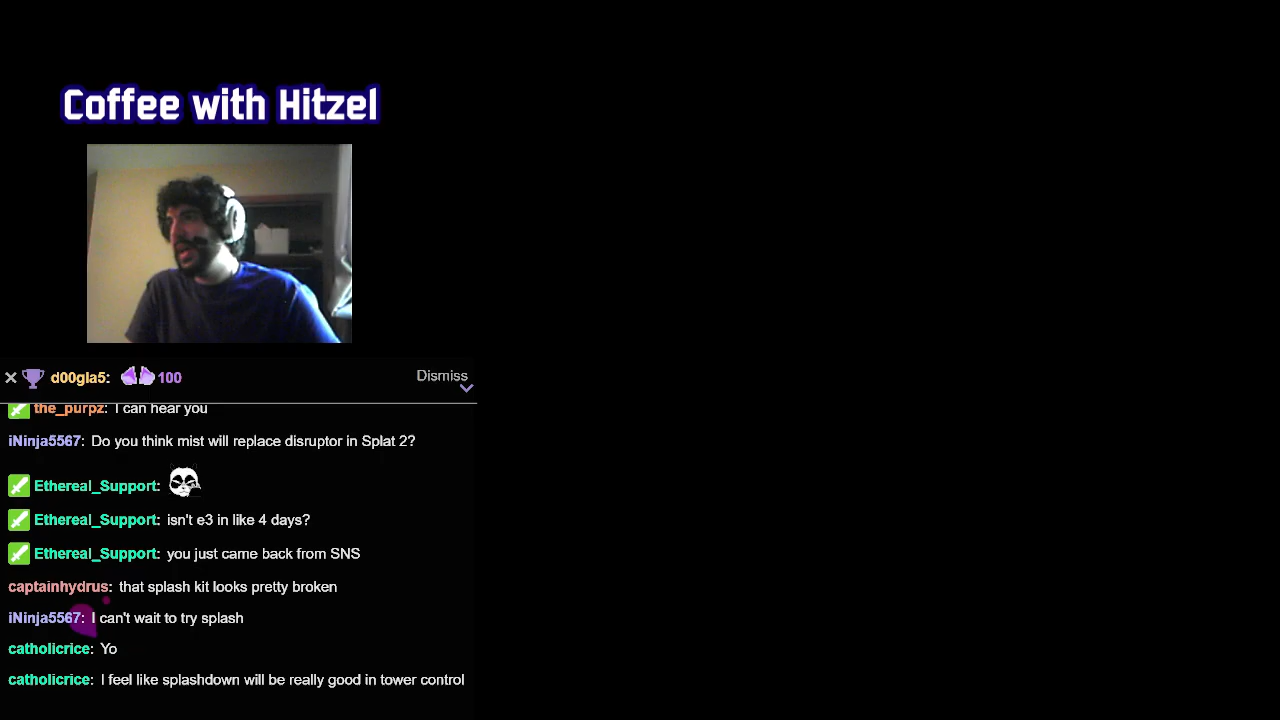 Coffee with Hitzel
d00gla5: 100 Dismiss
the_purpz: I can hear you
iNinja5567: Do you think mist will replace disruptor in Splat 2?
Ethereal_Support:
Ethereal_Support: isn't e3 in like 4 days?
Ethereal_Support: you just came back from SNS
captainhydrus: that splash kit looks pretty broken
iNinja5567: I can't wait to try splash
catholicrice: Yo
catholicrice: I feel like splashdown will be really good in tower control